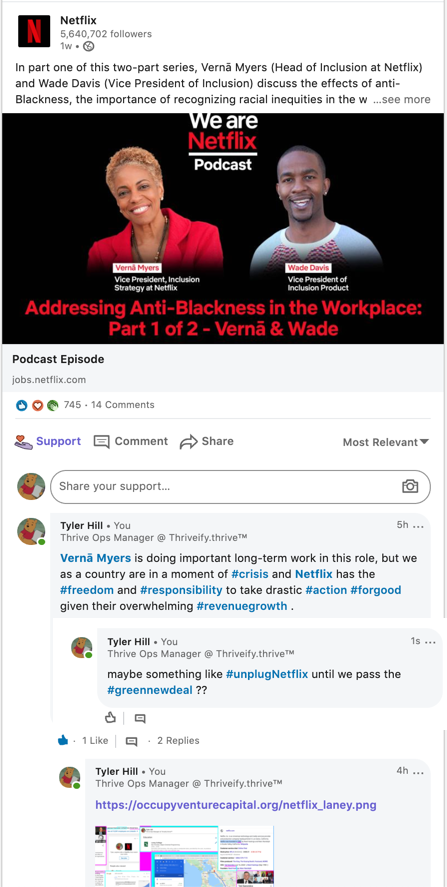 Netflix
5,640,702 followers
1w •
In part one of this two-part series, Vernā Myers (Head of Inclusion at Netflix)
and Wade Davis (Vice President of Inclusion) discuss the effects of anti-
Blackness, the importance of recognizing racial inequities in the w ...see more
We are
Netflix
Podcast
Vernā Myers
Vice President, Inclusion
Strategy at Netflix
Wade Davis
Vice President of
Inclusion Product
Addressing Anti-Blackness in the Workplace:
Part 1 of 2 - Vernā & Wade
Podcast Episode
jobs.netflix.com
745 · 14 Comments
Support Comment Share Most Relevant
Share your support...
Tyler Hill • You 5h ...
Thrive Ops Manager @ Thriveify.thrive™
Vernā Myers is doing important long-term work in this role, but we
as a country are in a moment of #crisis and Netflix has the
#freedom and #responsibility to take drastic #action #forgood
given their overwhelming #revenuegrowth .
Tyler Hill • You 1s ...
Thrive Ops Manager @ Thriveify.thrive™
maybe something like #unplugNetflix until we pass the
#greennewdeal ??
· 1 Like · 2 Replies
Tyler Hill • You 4h ...
Thrive Ops Manager @ Thriveify.thrive™
https://occupyventurecapital.org/netflix_laney.png